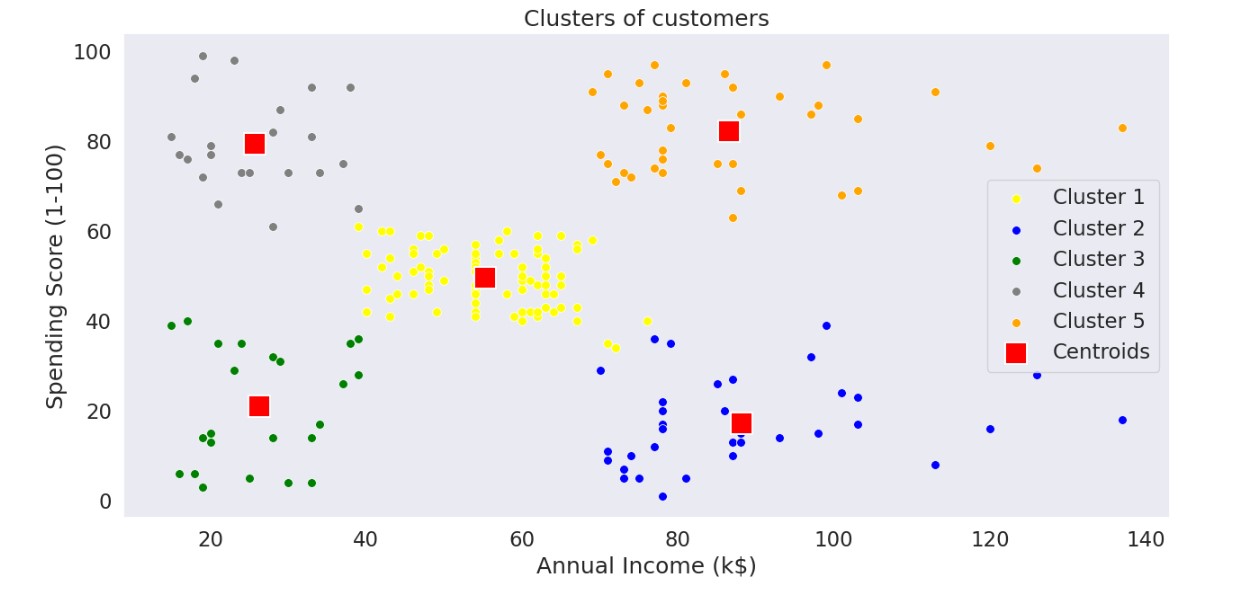 Clusters of customers
100
80
60
40
20
0
Spending Score (1-100)
Cluster 1
Cluster 2
Cluster 3
Cluster 4
Cluster 5
Centroids
20 40 60 80 100 120 140
Annual Income (k$)